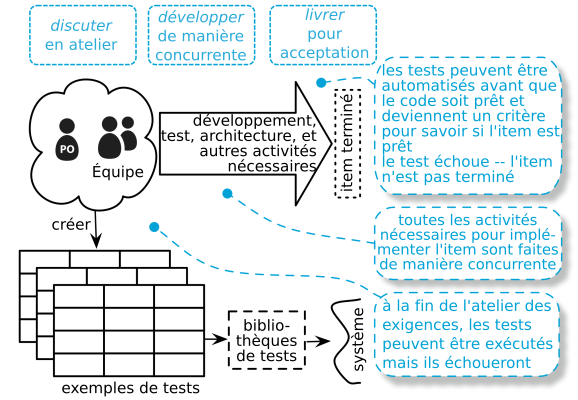 discuter
en atelier
développer
de manière
concurrente
livrer
pour
acceptation
les tests peuvent être
automatisés avant que
le code soit prêt et
deviennent un critère
pour savoir si l'item est
prêt
le test échoue -- l'item
n'est pas terminé
développement,
test, architecture, et
autres activités
nécessaires
item terminé
PO
Équipe
toutes les activités
nécessaires pour implé-
menter l'item sont faites
de manière concurrente
créer
à la fin de l'atelier des
exigences, les tests
peuvent être exécutés
mais ils échoueront
biblio-
thèques
de tests
système
exemples de tests